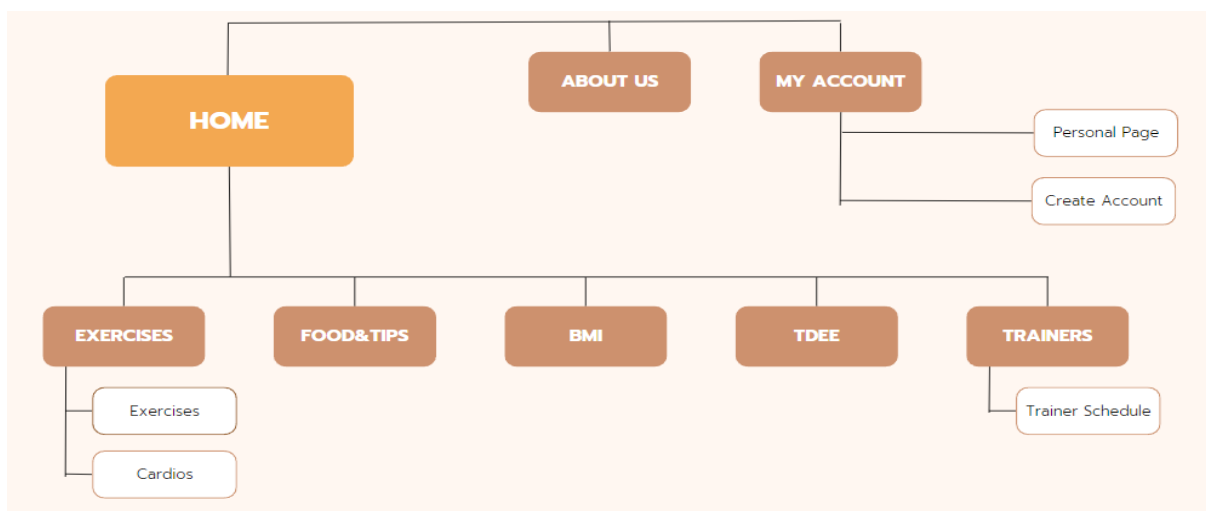 HOME
ABOUT US
MY ACCOUNT
Personal Page
Create Account
EXERCISES
FOOD&TIPS
BMI
TDEE
TRAINERS
Exercises
Trainer Schedule
Cardios